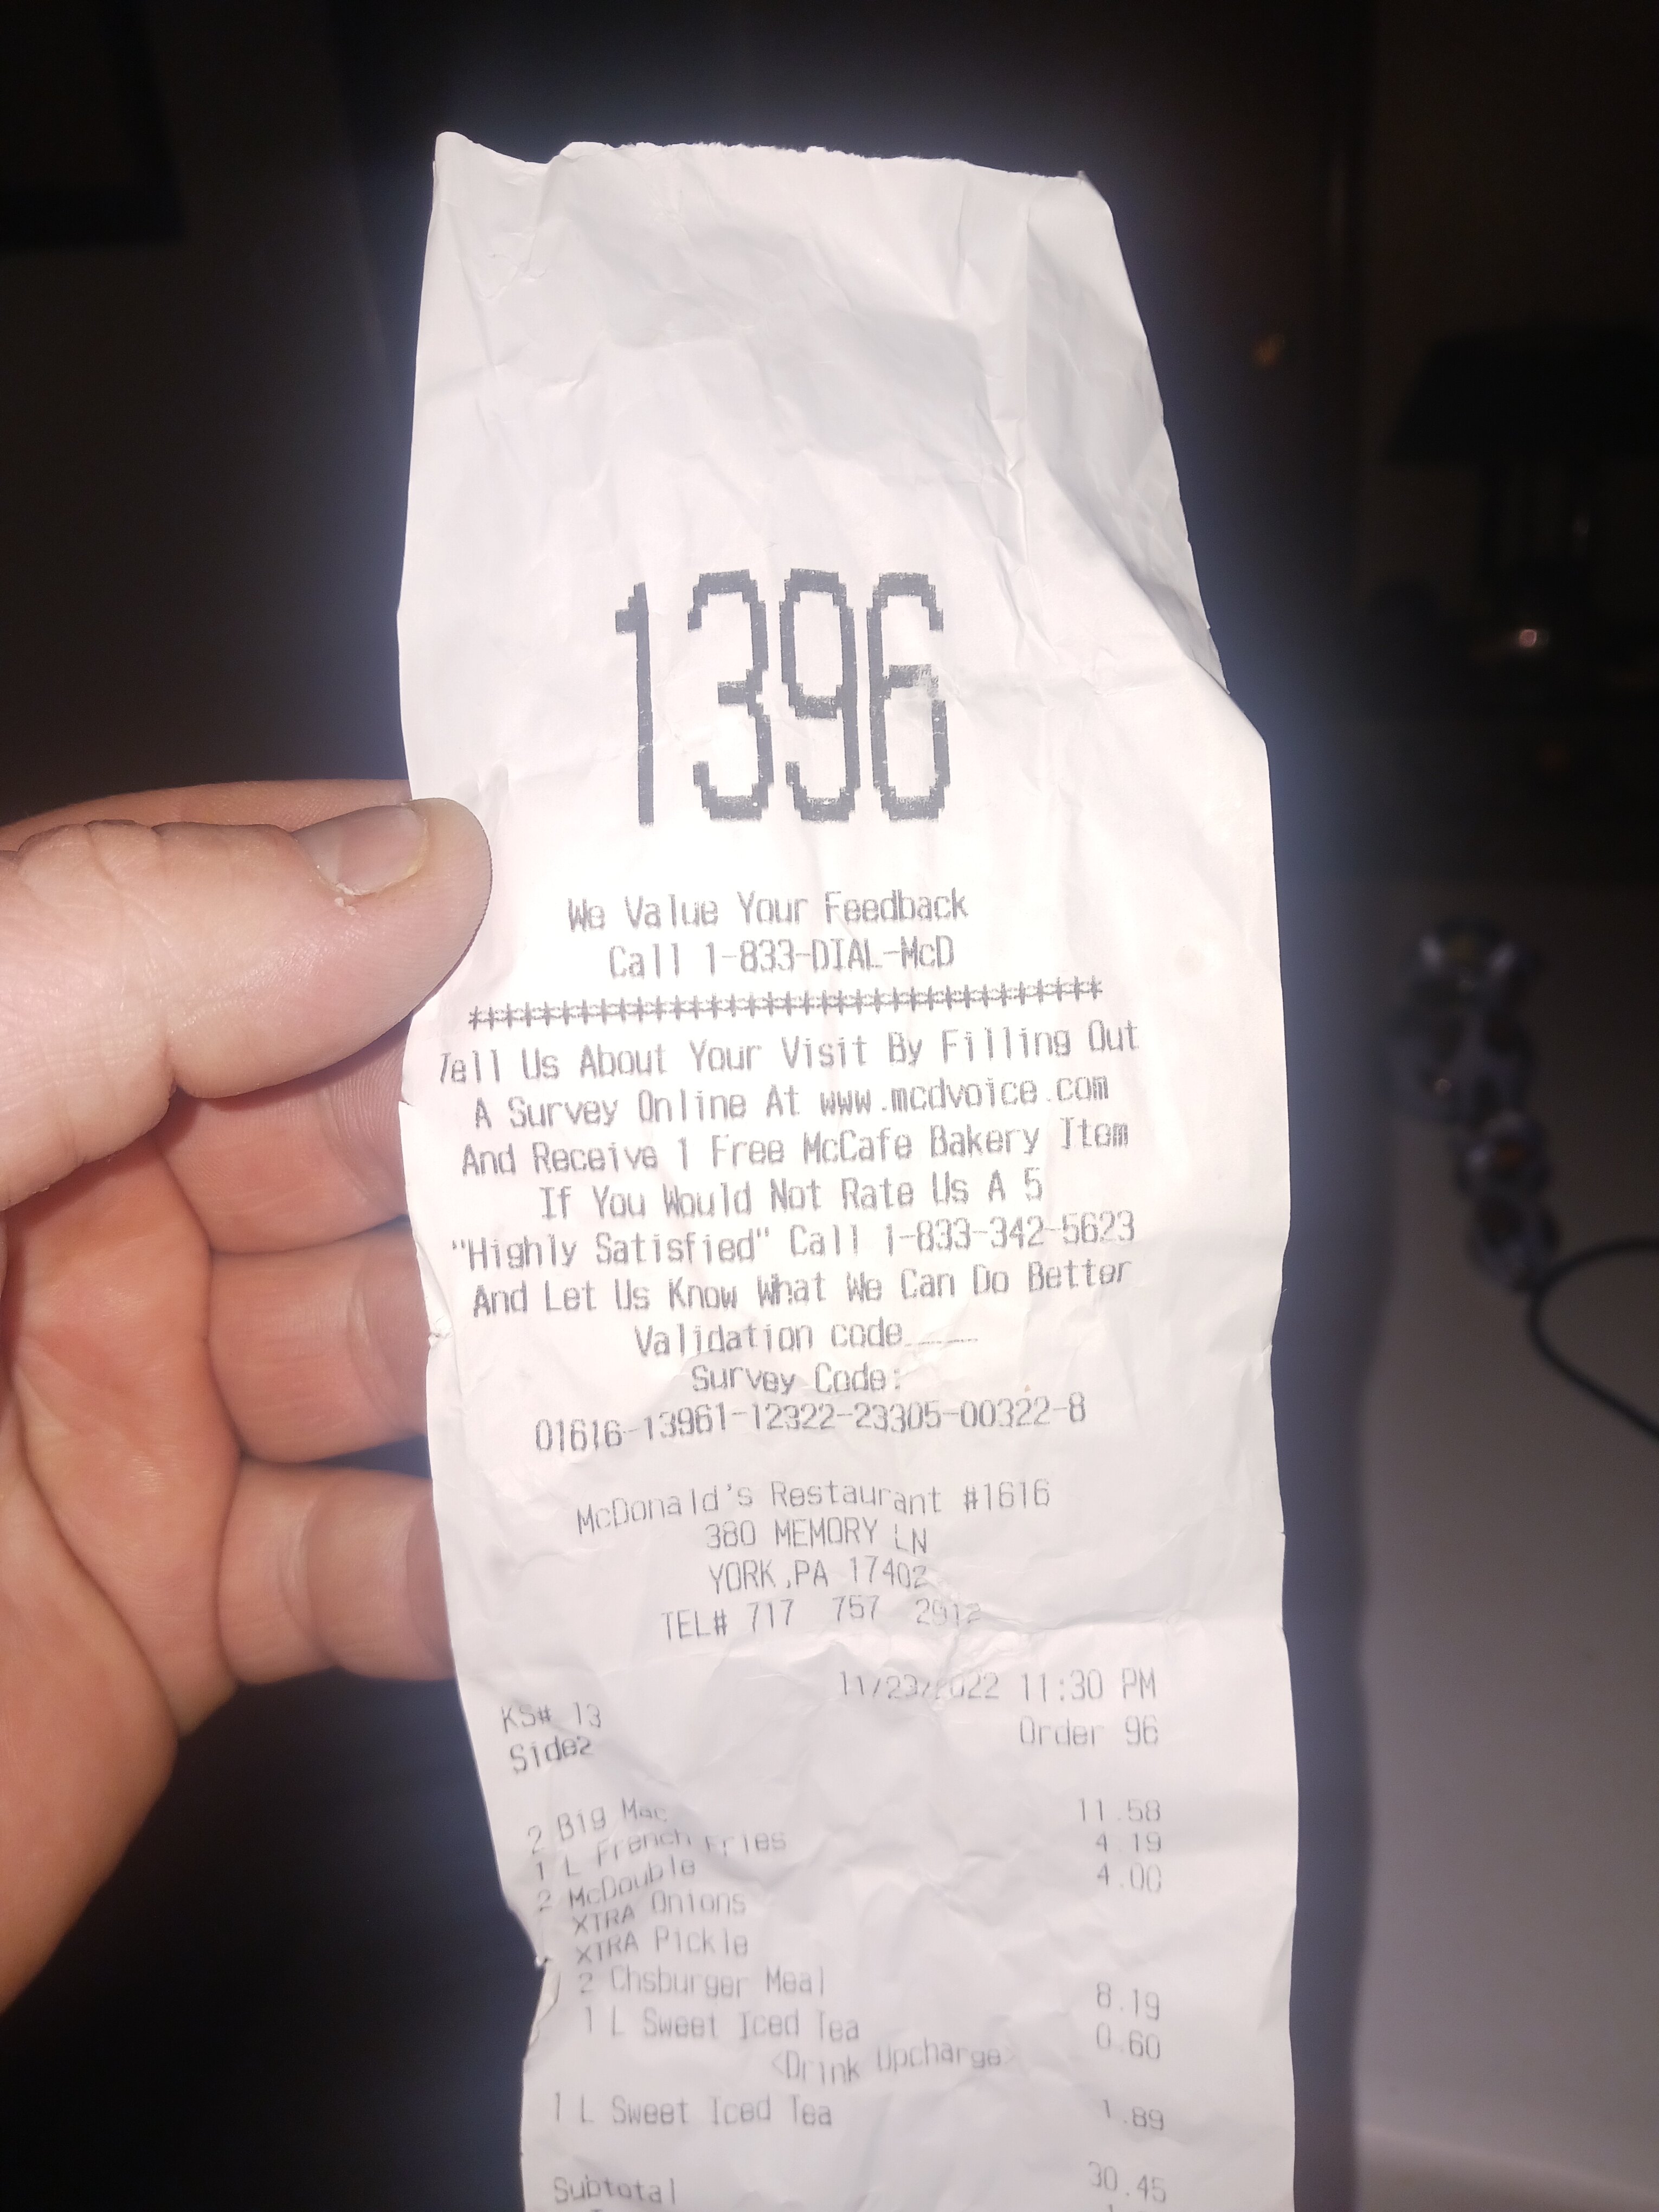 1396
We Value Your Feedback
Call 1-833-DIAL-McD
***********************************
Tell Us About Your Visit By Filling Out
A Survey Online At www.mcdvoice.com
And Receive 1 Free McCafe Bakery Item
If You Would Not Rate Us A 5
"Highly Satisfied" Call 1-833-342-5623
And Let Us Know What We Can Do Better
Validation code____
Survey Code:
01616-13961-12322-23305-00322-8
McDonald's Restaurant #1616
380 MEMORY LN
YORK,PA 17402
TEL# 717 757 2912
11/23/2022 11:30 PM
KS# 13
Order 96
Side2
2 Big Mac 11.58
1 L French Fries 4.19
2 McDouble 4.00
XTRA Onions
XTRA Pickle
2 Chsburger Meal 8.19
1 L Sweet Iced Tea 0.60
<Drink Upcharge>
1 L Sweet Iced Tea 1.89
Subtotal 30.45